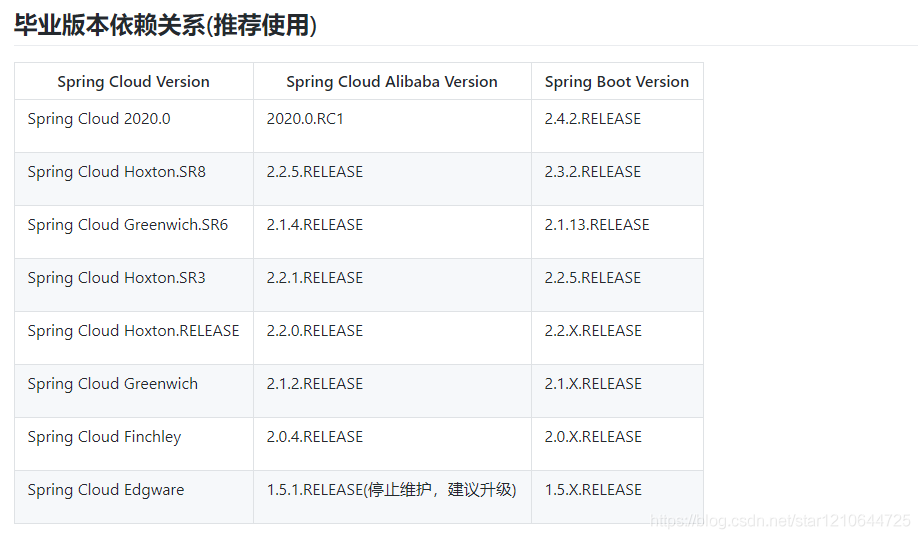 毕业版本依赖关系(推荐使用)
Spring Cloud Version Spring Cloud Alibaba Version Spring Boot Version
Spring Cloud 2020.0 2020.0.RC1 2.4.2.RELEASE
Spring Cloud Hoxton.SR8 2.2.5.RELEASE 2.3.2.RELEASE
Spring Cloud Greenwich.SR6 2.1.4.RELEASE 2.1.13.RELEASE
Spring Cloud Hoxton.SR3 2.2.1.RELEASE 2.2.5.RELEASE
Spring Cloud Hoxton.RELEASE 2.2.0.RELEASE 2.2.X.RELEASE
Spring Cloud Greenwich 2.1.2.RELEASE 2.1.X.RELEASE
Spring Cloud Finchley 2.0.4.RELEASE 2.0.X.RELEASE
Spring Cloud Edgware 1.5.1.RELEASE(停止维护，建议升级) 1.5.X.RELEASE
https://blog.csdn.net/star1210644725